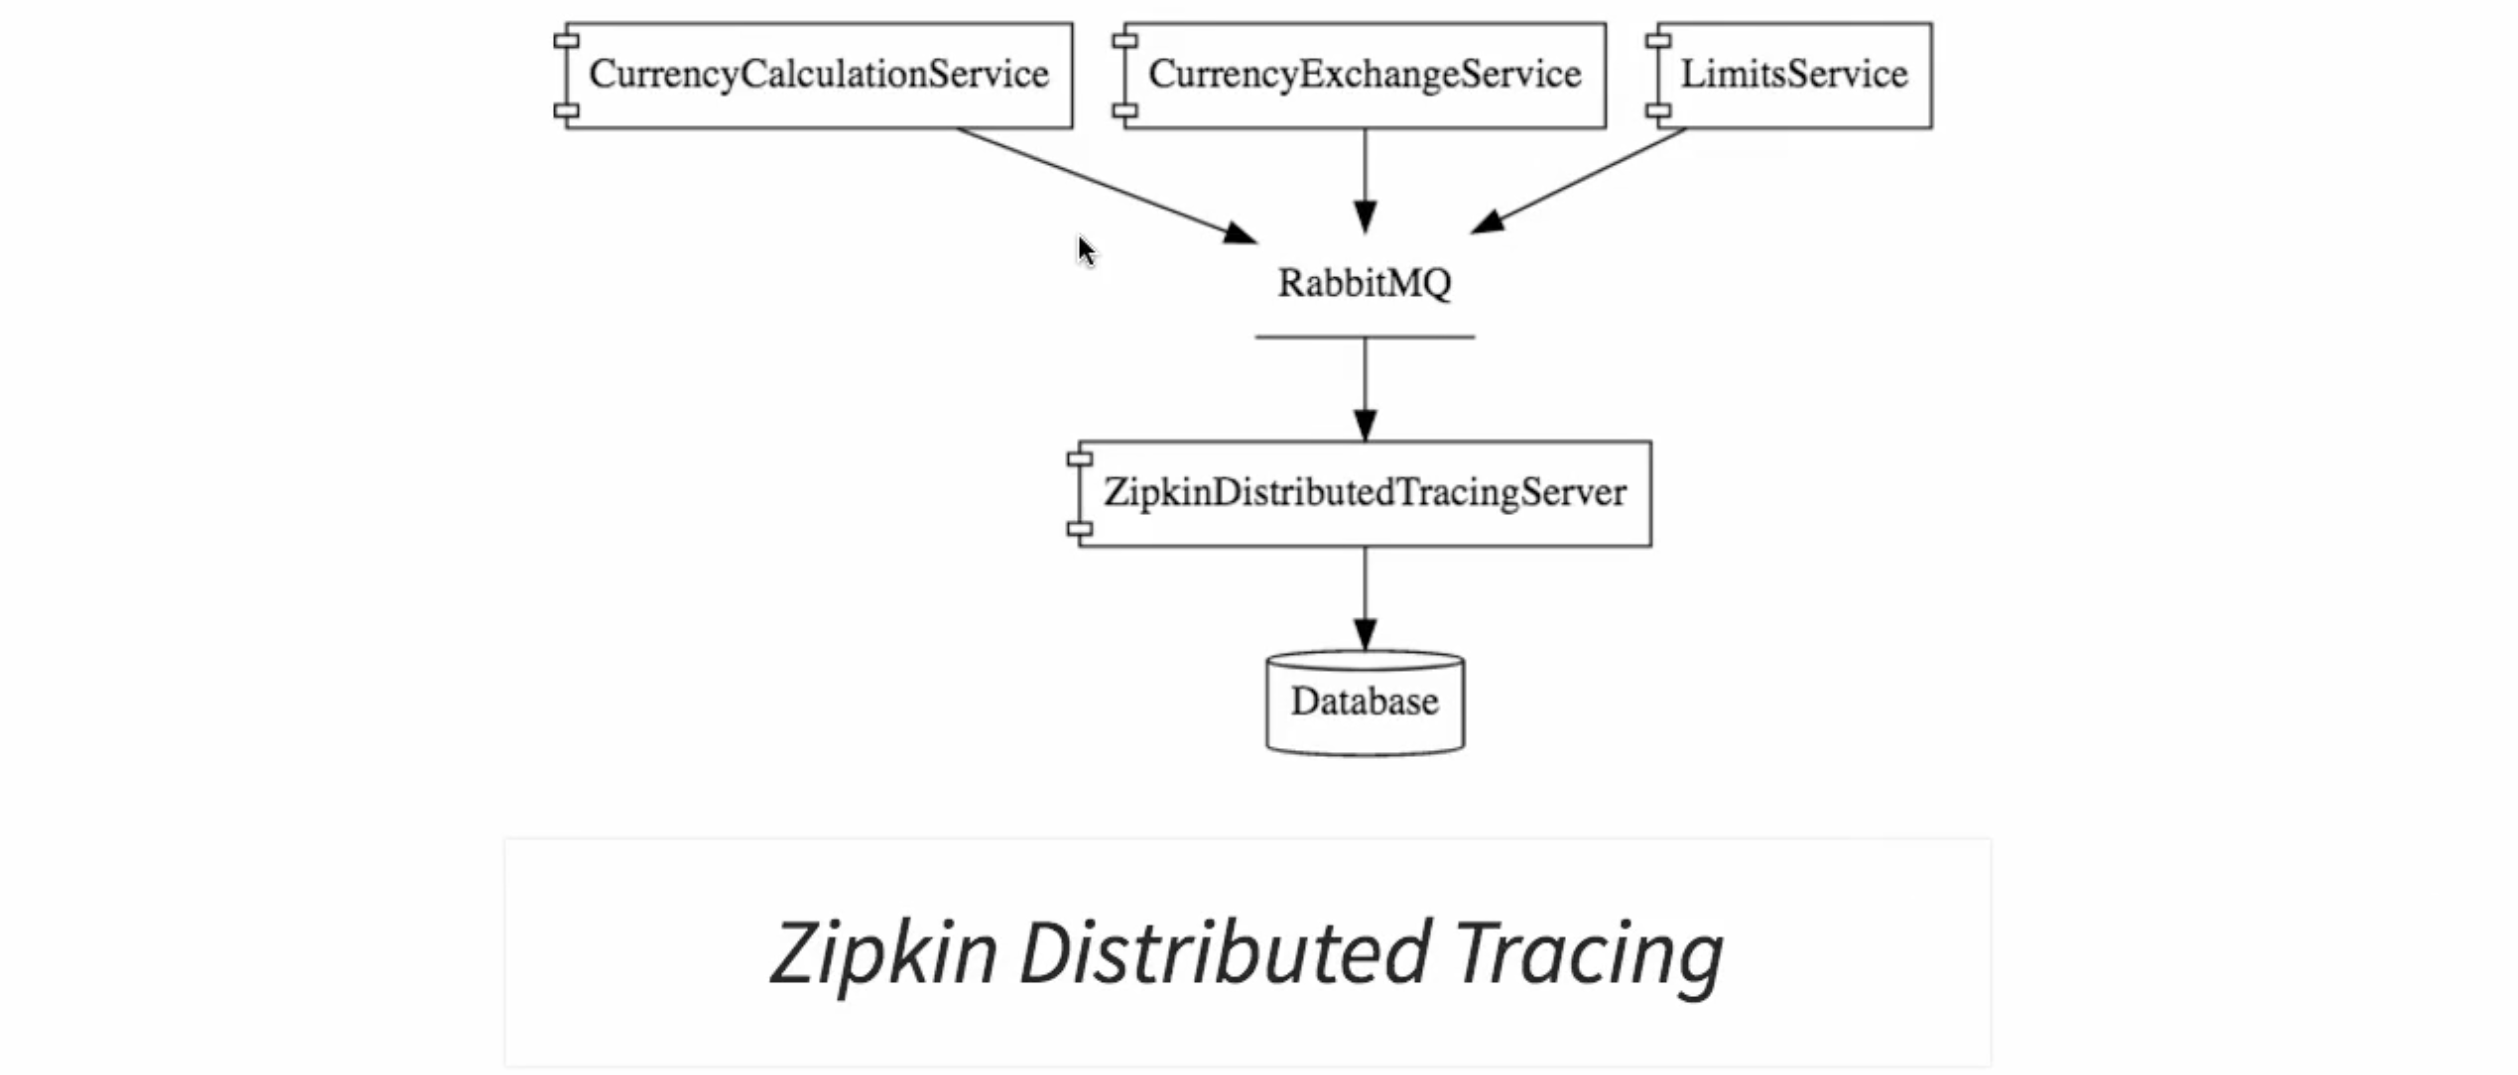 CurrencyCalculationService
CurrencyExchangeService
LimitsService
RabbitMQ
ZipkinDistributedTracingServer
Database
Zipkin Distributed Tracing